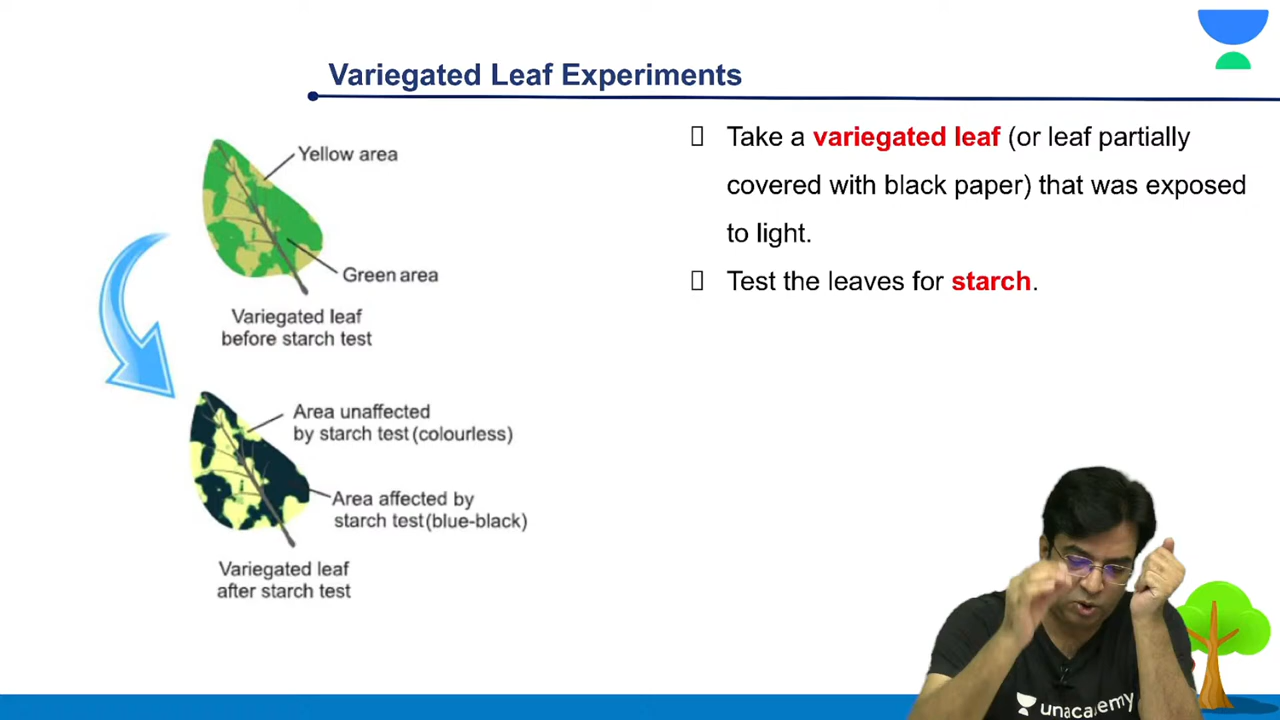 Variegated Leaf Experiments
Yellow area
Green area
Variegated leaf
before starch test
Area unaffected
by starch test (colourless)
Area affected by
starch test (blue-black)
Variegated leaf
after starch test
Take a variegated leaf (or leaf partially
covered with black paper) that was exposed
to light.
Test the leaves for starch.
unacademy